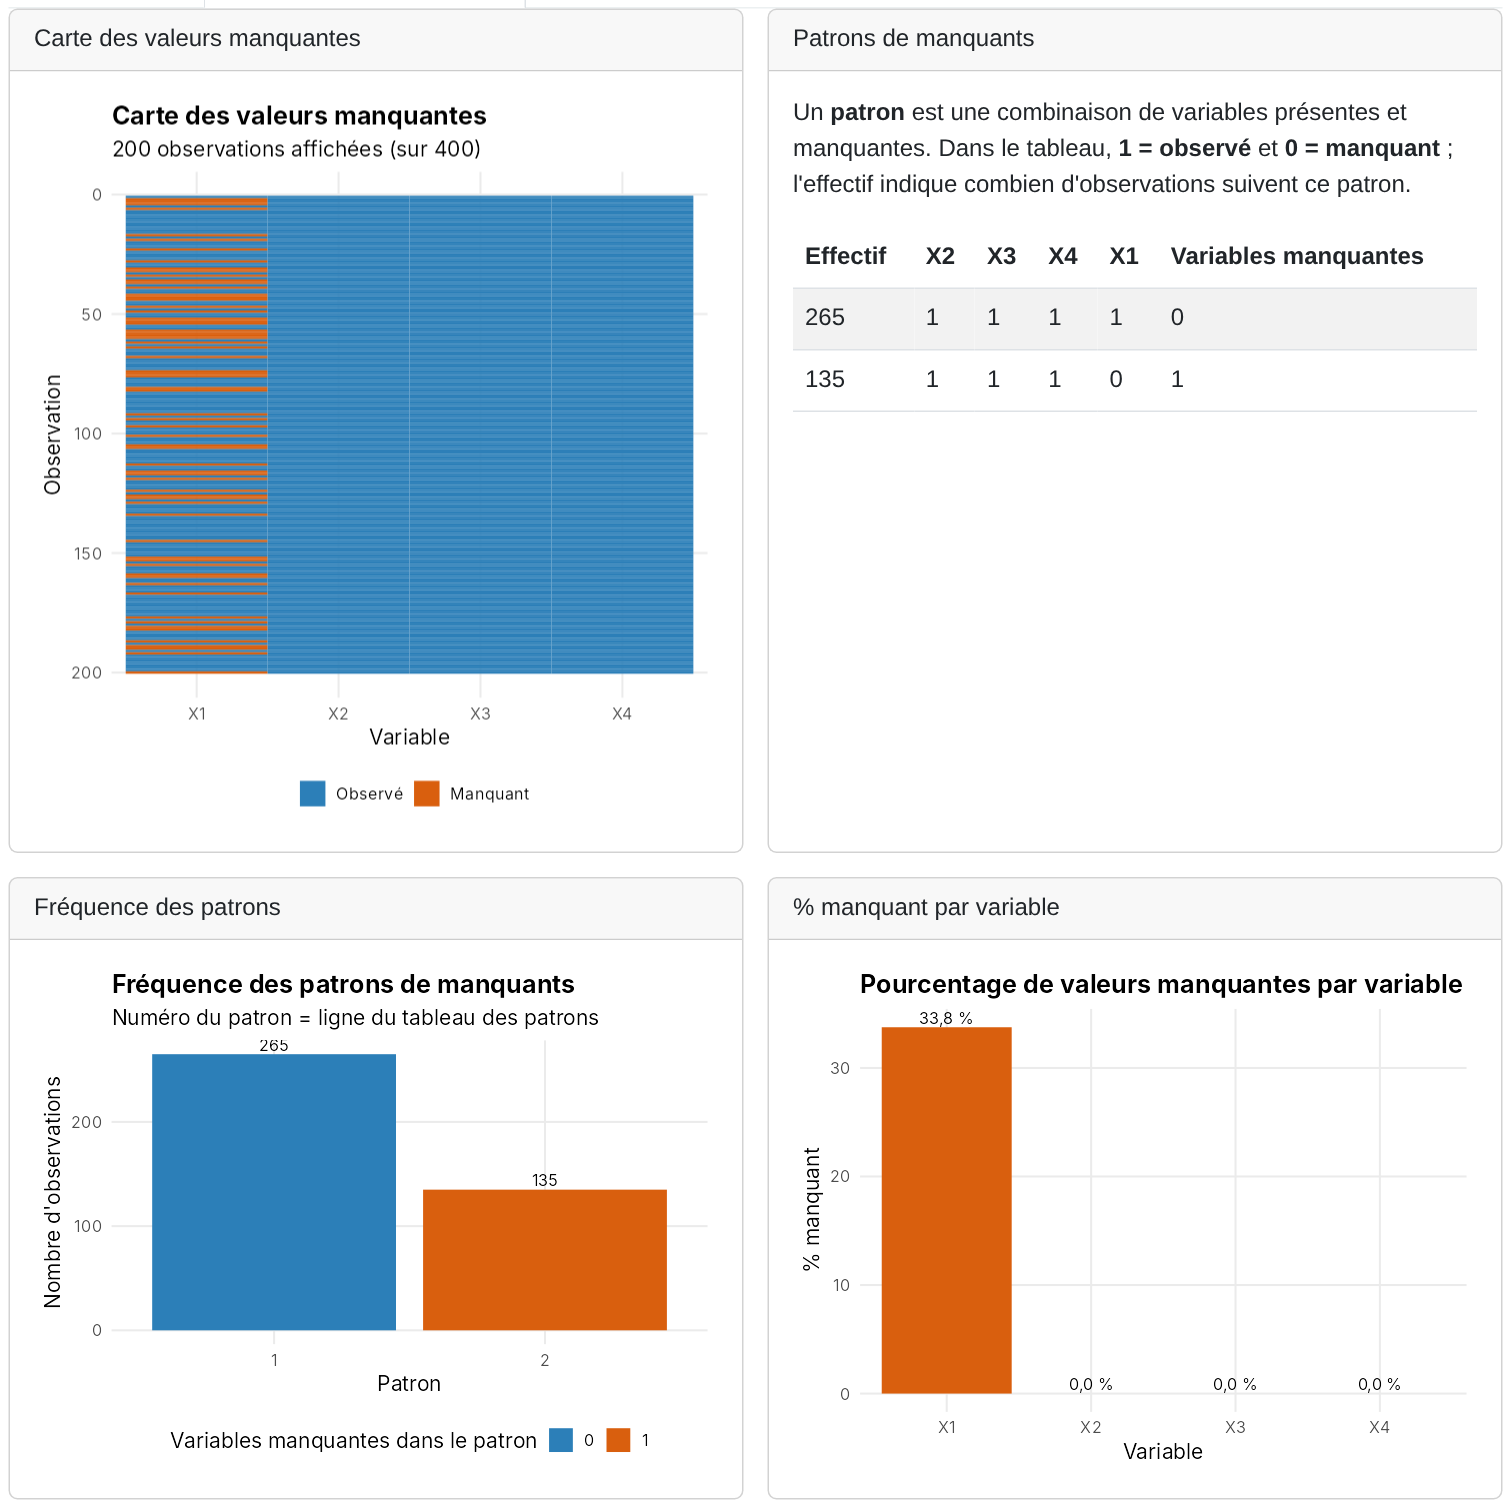 Carte des valeurs manquantes
Carte des valeurs manquantes
200 observations affichées (sur 400)
Observation
0
50
100
150
200
X1 X2 X3 X4
Variable
Observé Manquant
Patrons de manquants
Un patron est une combinaison de variables présentes et
manquantes. Dans le tableau, 1 = observé et 0 = manquant ;
l'effectif indique combien d'observations suivent ce patron.
Effectif X2 X3 X4 X1 Variables manquantes
265 1 1 1 1 0
135 1 1 1 0 1
Fréquence des patrons
Fréquence des patrons de manquants
Numéro du patron = ligne du tableau des patrons
265
135
Nombre d'observations
200
100
0
1 2
Patron
Variables manquantes dans le patron 0 1
% manquant par variable
Pourcentage de valeurs manquantes par variable
33,8 %
% manquant
30
20
10
0
0,0 % 0,0 % 0,0 %
X1 X2 X3 X4
Variable